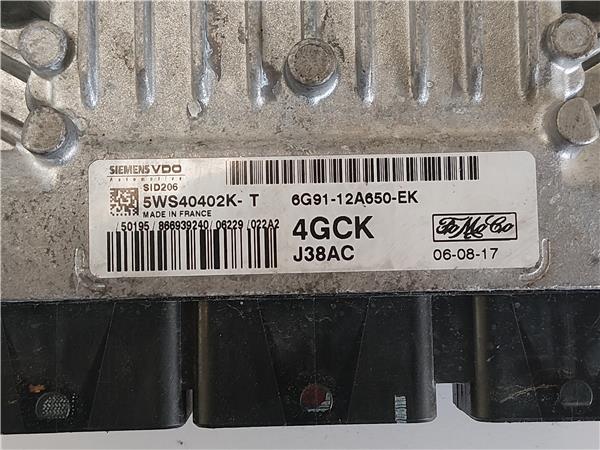 SIEMENS VDO
Automotive
SID206
5WS40402K- T
MADE IN FRANCE
/ 50195 / 866939240 / 06229 / 022A2
6G91-12A650-EK
4GCK
J38AC
FoMoCo
06-08-17